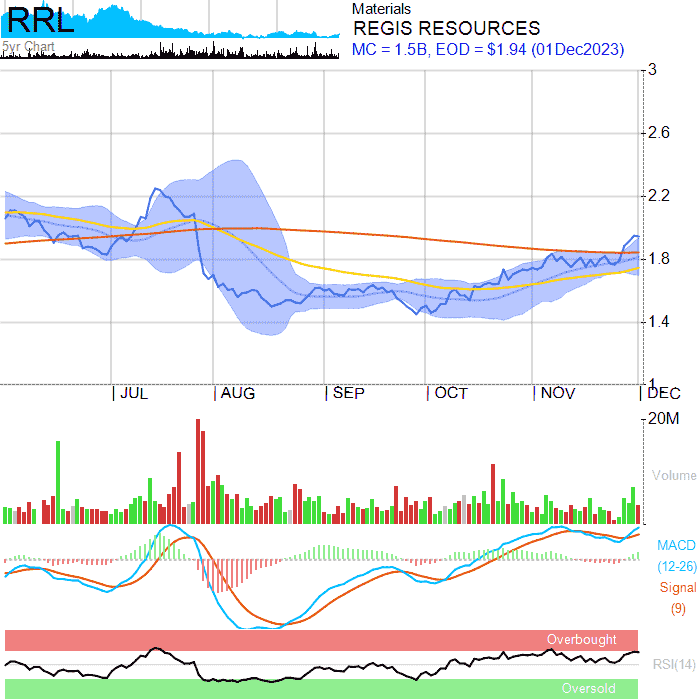 RRL
5yr Chart
Materials
REGIS RESOURCES
MC = 1.5B, EOD = $1.94 (01Dec2023)
3
2.6
2.2
1.8
1.4
1
JUL AUG SEP OCT NOV DEC
20M
Volume
MACD
(12-26)
Signal
(9)
Overbought
RSI(14)
Oversold